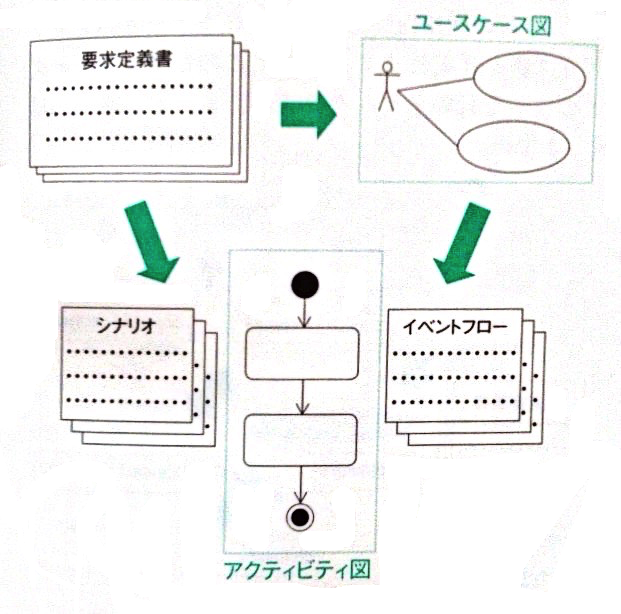 ユースケース図
要求定義書
シナリオ
イベントフロー
アクティビティ図